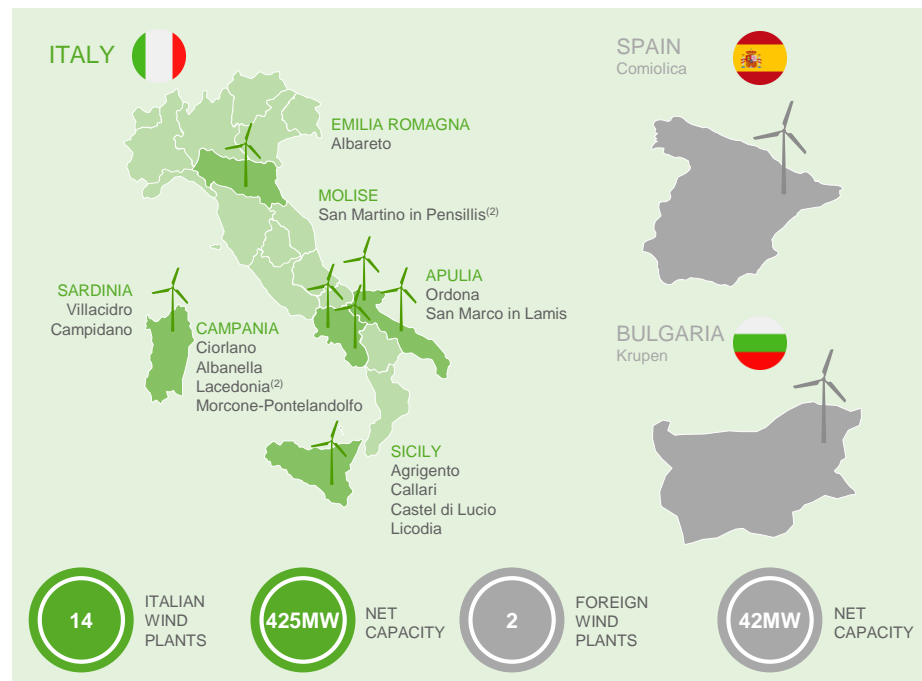 ITALY
EMILIA ROMAGNA
Albareto
MOLISE
San Martino in Pensillis(2)
APULIA
Ordona
San Marco in Lamis
SARDINIA
Villacidro
Campidano
CAMPANIA
Ciorlano
Albanella
Lacedonia(2)
Morcone-Pontelandolfo
SICILY
Agrigento
Callari
Castel di Lucio
Licodia
SPAIN
Comiolica
BULGARIA
Krupen
14
ITALIAN
WIND
PLANTS
425MW
NET
CAPACITY
2
FOREIGN
WIND
PLANTS
42MW
NET
CAPACITY